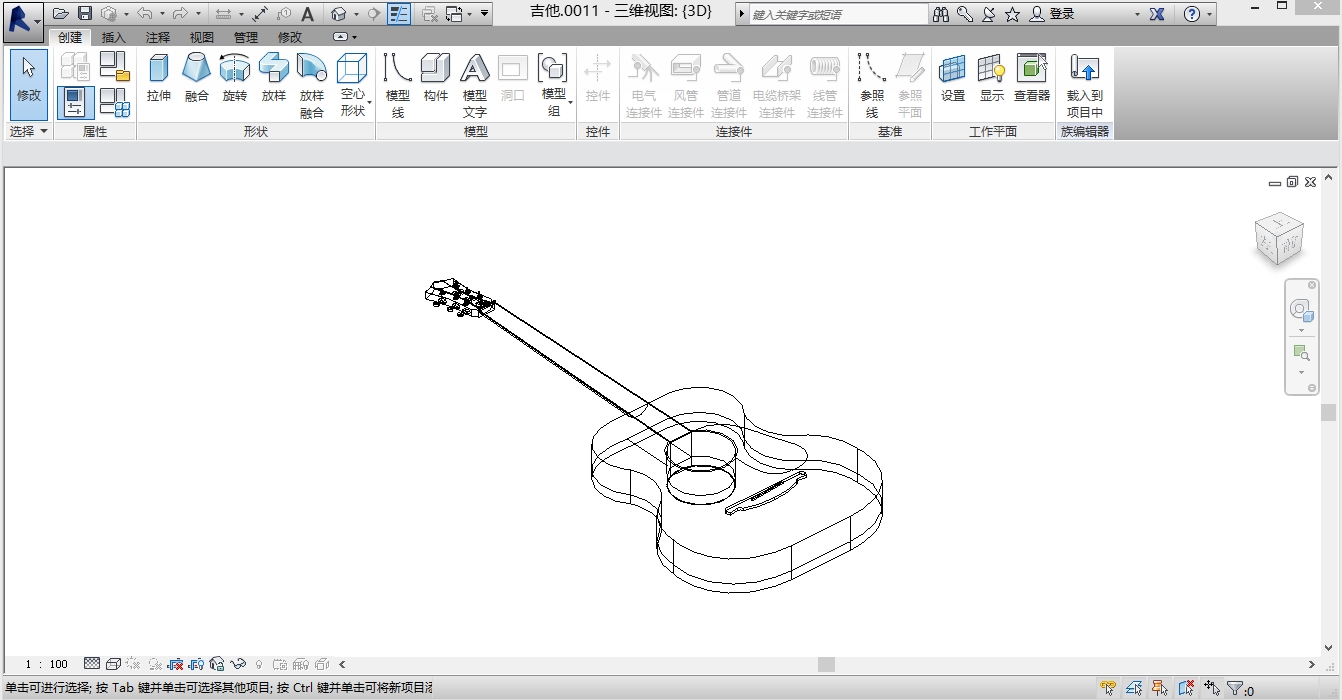 吉他.0011 - 三维视图: {3D}
键入关键字或短语
登录
创建 插入 注释 视图 管理 修改
修改 拉伸 融合 旋转 放样 放样融合 空心形状 模型线 构件 模型文字 洞口 模型组 控件 电气连接件 风管连接件 管道连接件 电缆桥架连接件 线管连接件 参照线 参照平面 设置 显示 查看器 载入到项目中
选择 属性 形状 模型 控件 连接件 基准 工作平面 族编辑器
1 : 100
单击可进行选择; 按 Tab 键并单击可选择其他项目; 按 Ctrl 键并单击可将新项目
:0